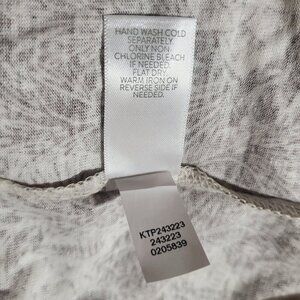 HAND WASH COLD
SEPARATELY
ONLY NON
CHLORINE BLEACH
IF NEEDED.
FLAT DRY
WARM IRON ON
REVERSE SIDE IF
NEEDED.
KTP243223
243223
0205839